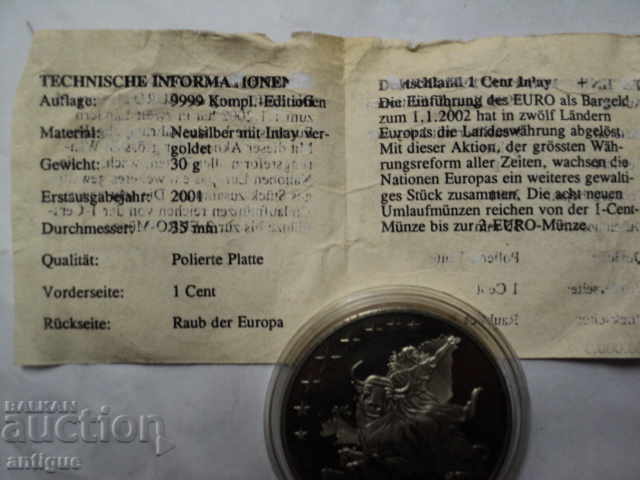 TECHNISCHE INFORMATIONEN
Auflage: 9999 Kompl. Editionen
Material: Neusilber mit Inlay ver-
goldet
Gewicht: 30 g
Erstausgabejahr: 2001
Durchmesser: 35 mm
Qualität: Polierte Platte
Vorderseite: 1 Cent
Rückseite: Raub der Europa
Deutschland 1 Cent Inlay
Die Einführung des EURO als Bargeld
zum 1.1.2002 hat in zwölf Ländern
Europas die Landeswährung abgelöst.
Mit dieser Aktion, der grössten Wäh-
rungsreform aller Zeiten, wachsen die
Nationen Europas ein weiteres gewalti-
ges Stück zusammen. Die acht neuen
Umlaufmünzen reichen von der 1-Cent-
Münze bis zur 2-EURO-Münze.
BALKAN
auction
antigue